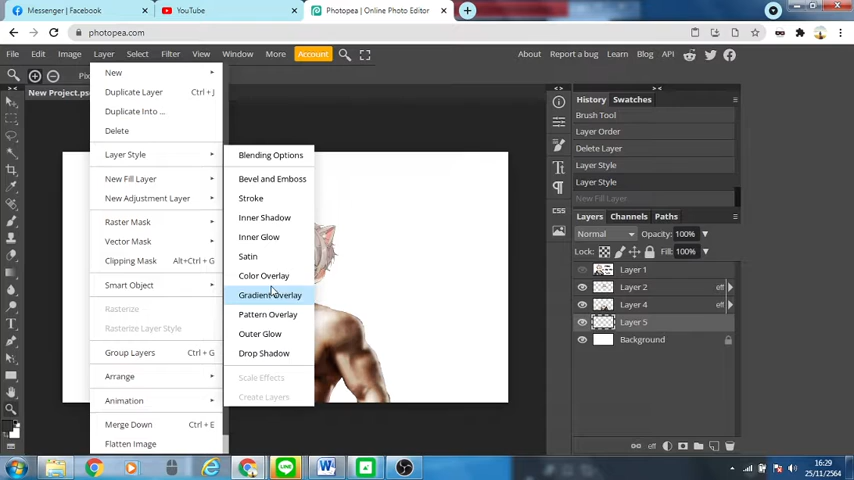 Messenger | Facebook × YouTube × Photopea | Online Photo Editor ×
photopea.com
File Edit Image Layer Select Filter View Window More Account About Report a bug Learn Blog API
New Project.ps
New
Duplicate Layer Ctrl + J
Duplicate Into ...
Delete
Layer Style
New Fill Layer
New Adjustment Layer
Raster Mask
Vector Mask
Clipping Mask Alt+Ctrl + G
Smart Object
Rasterize
Rasterize Layer Style
Group Layers Ctrl + G
Arrange
Animation
Merge Down Ctrl + E
Flatten Image
Blending Options
Bevel and Emboss
Stroke
Inner Shadow
Inner Glow
Satin
Color Overlay
Gradient Overlay
Pattern Overlay
Outer Glow
Drop Shadow
Scale Effects
Create Layers
History Swatches
Brush Tool
Layer Order
Delete Layer
Layer Style
Layer Style
New Fill Layer
Layers Channels Paths
Normal Opacity: 100%
Lock: Fill: 100%
Layer 1
Layer 2 eff
Layer 4 eff
Layer 5
Background
CSS
eff
16:29
25/11/2564